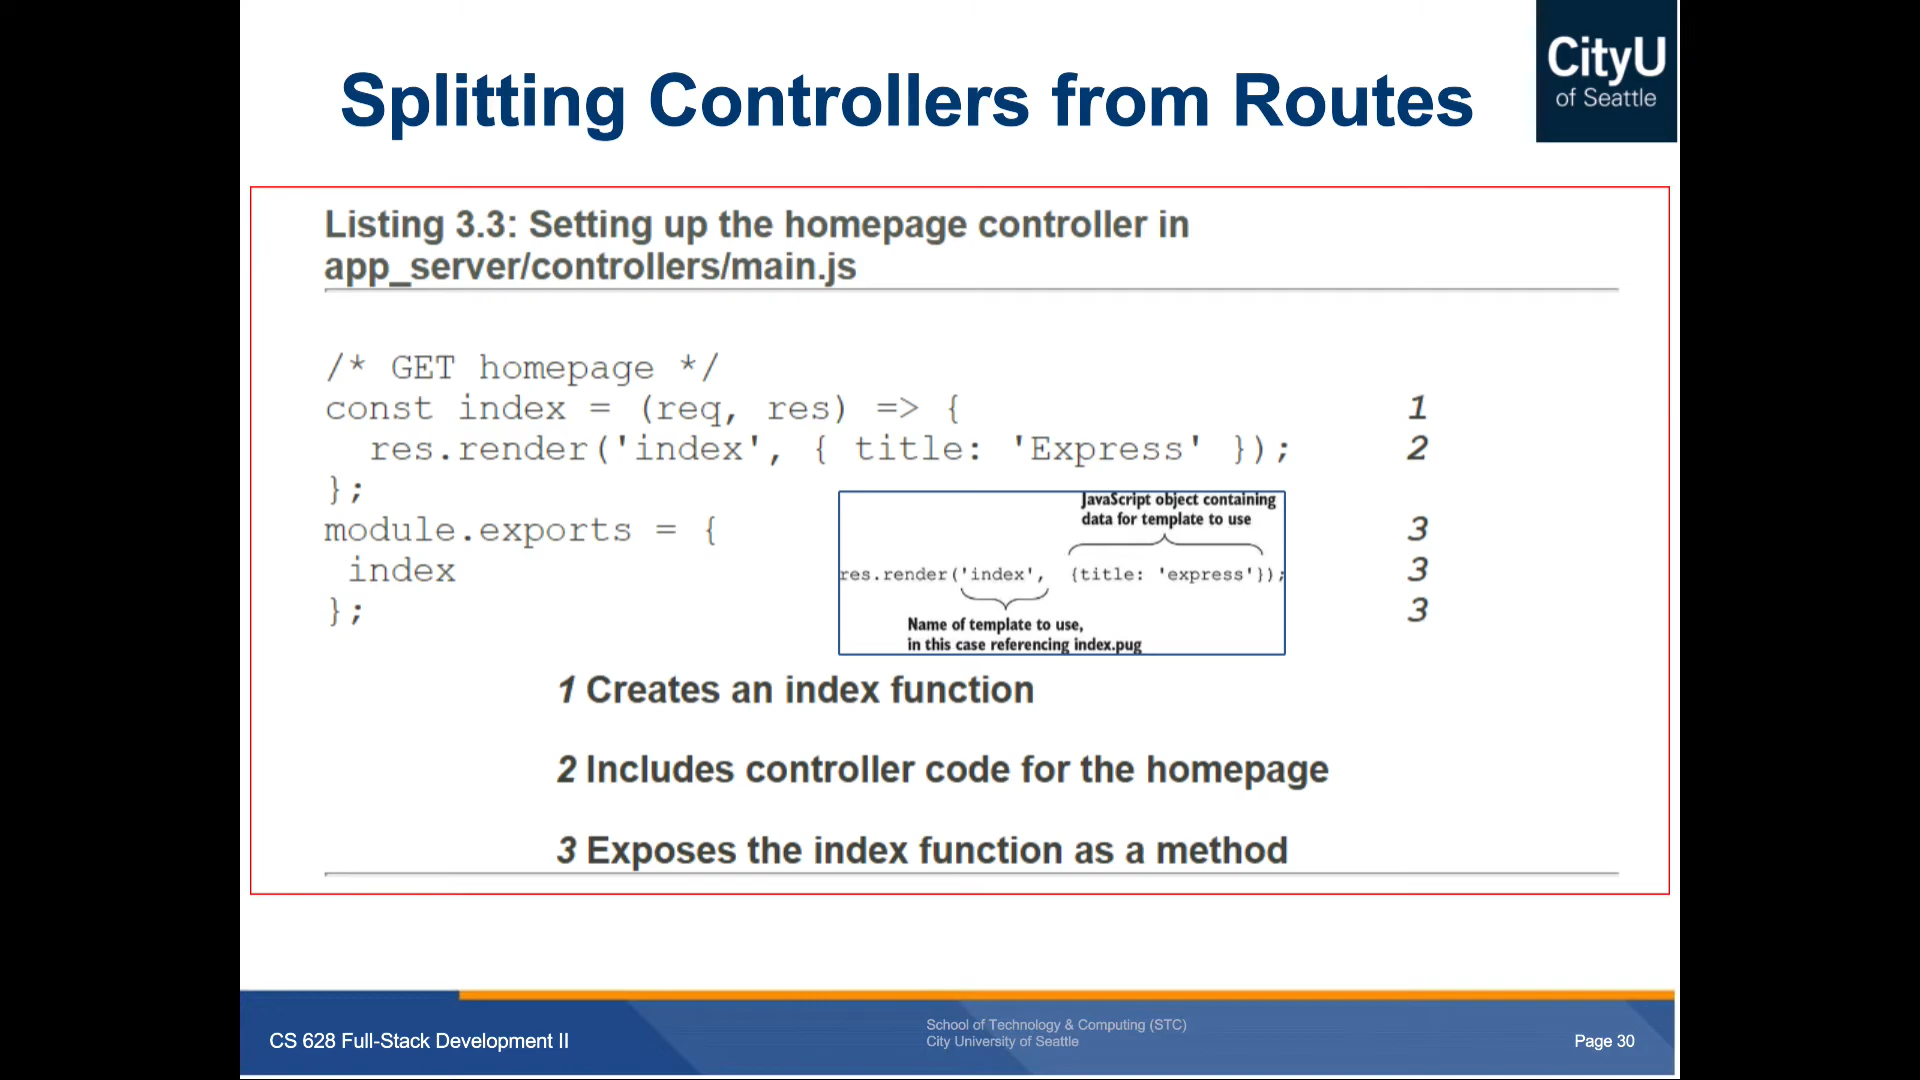 Splitting Controllers from Routes
CityU
of Seattle
Listing 3.3: Setting up the homepage controller in
app_server/controllers/main.js
/* GET homepage */
const index = (req, res) => { 1
res.render('index', { title: 'Express' }); 2
};
module.exports = { 3
index 3
}; 3
JavaScript object containing
data for template to use
res.render('index', {title: 'express'});
Name of template to use,
in this case referencing index.pug
1 Creates an index function
2 Includes controller code for the homepage
3 Exposes the index function as a method
CS 628 Full-Stack Development II
School of Technology & Computing (STC)
City University of Seattle
Page 30